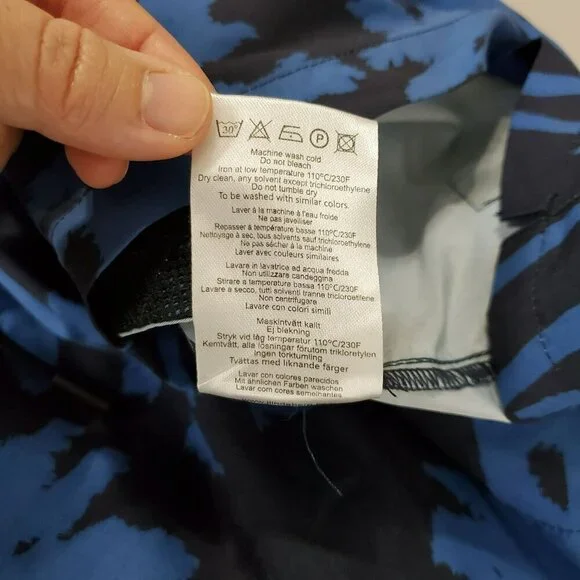 30°
P
Machine wash cold
Do not bleach
Iron at low temperature 110°C/230F
Dry clean, any solvent except trichloroethylene
Do not tumble dry
To be washed with similar colors.
Laver à la machine à l'eau froide
Ne pas javelliser
Repasser à température basse 110°C/230F
Nettoyage à sec, tous solvants sauf trichloroethylene
Ne pas sécher à la machine
Laver avec couleurs similaires
Lavare in lavatrice ad acqua fredda
Non utilizzare candeggina
Stirare a temperatura bassa 110°C/230F
Lavare a secco, tutti solventi tranne tricloroethylene
Non centrifugare
Lavare con colori simili
Maskintvätt kallt
Ej blekning
Stryk vid låg temperatur 110°C/230F
Kemtvätt, alla lösningar förutom trikloretylen
ingen torktumling
Tvättas med liknande färger
Lavar con colores parecidos
Mit ähnlichen Farben waschen
Lavar com cores semelhantes